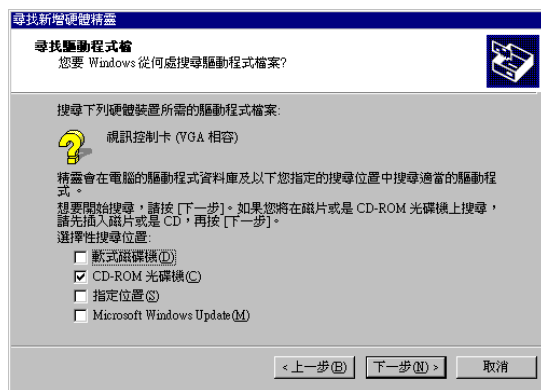 尋找新增硬體精靈
尋找驅動程式檔
您要 Windows 從何處搜尋驅動程式檔案?
搜尋下列硬體裝置所需的驅動程式檔案:
視訊控制卡 (VGA 相容)
精靈會在電腦的驅動程式資料庫及以下您指定的搜尋位置中搜尋適當的驅動程
式。
想要開始搜尋，請按 [下一步]。如果您將在磁片或是 CD-ROM 光碟機上搜尋，
請先插入磁片或是 CD，再按 [下一步]。
選擇性搜尋位置:
軟式磁碟機(D)
CD-ROM 光碟機(C)
指定位置(S)
Microsoft Windows Update(M)
<上一步(B) 下一步(N)> 取消